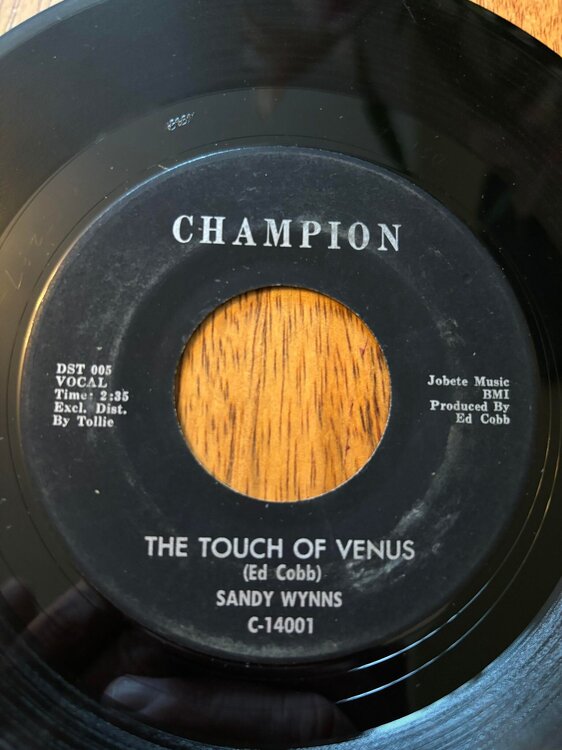 CHAMPION
DST 005
VOCAL
Time: 2:35
Excl. Dist.
By Tollie
Jobete Music
BMI
Produced By
Ed Cobb
THE TOUCH OF VENUS
(Ed Cobb)
SANDY WYNNS
C-14001